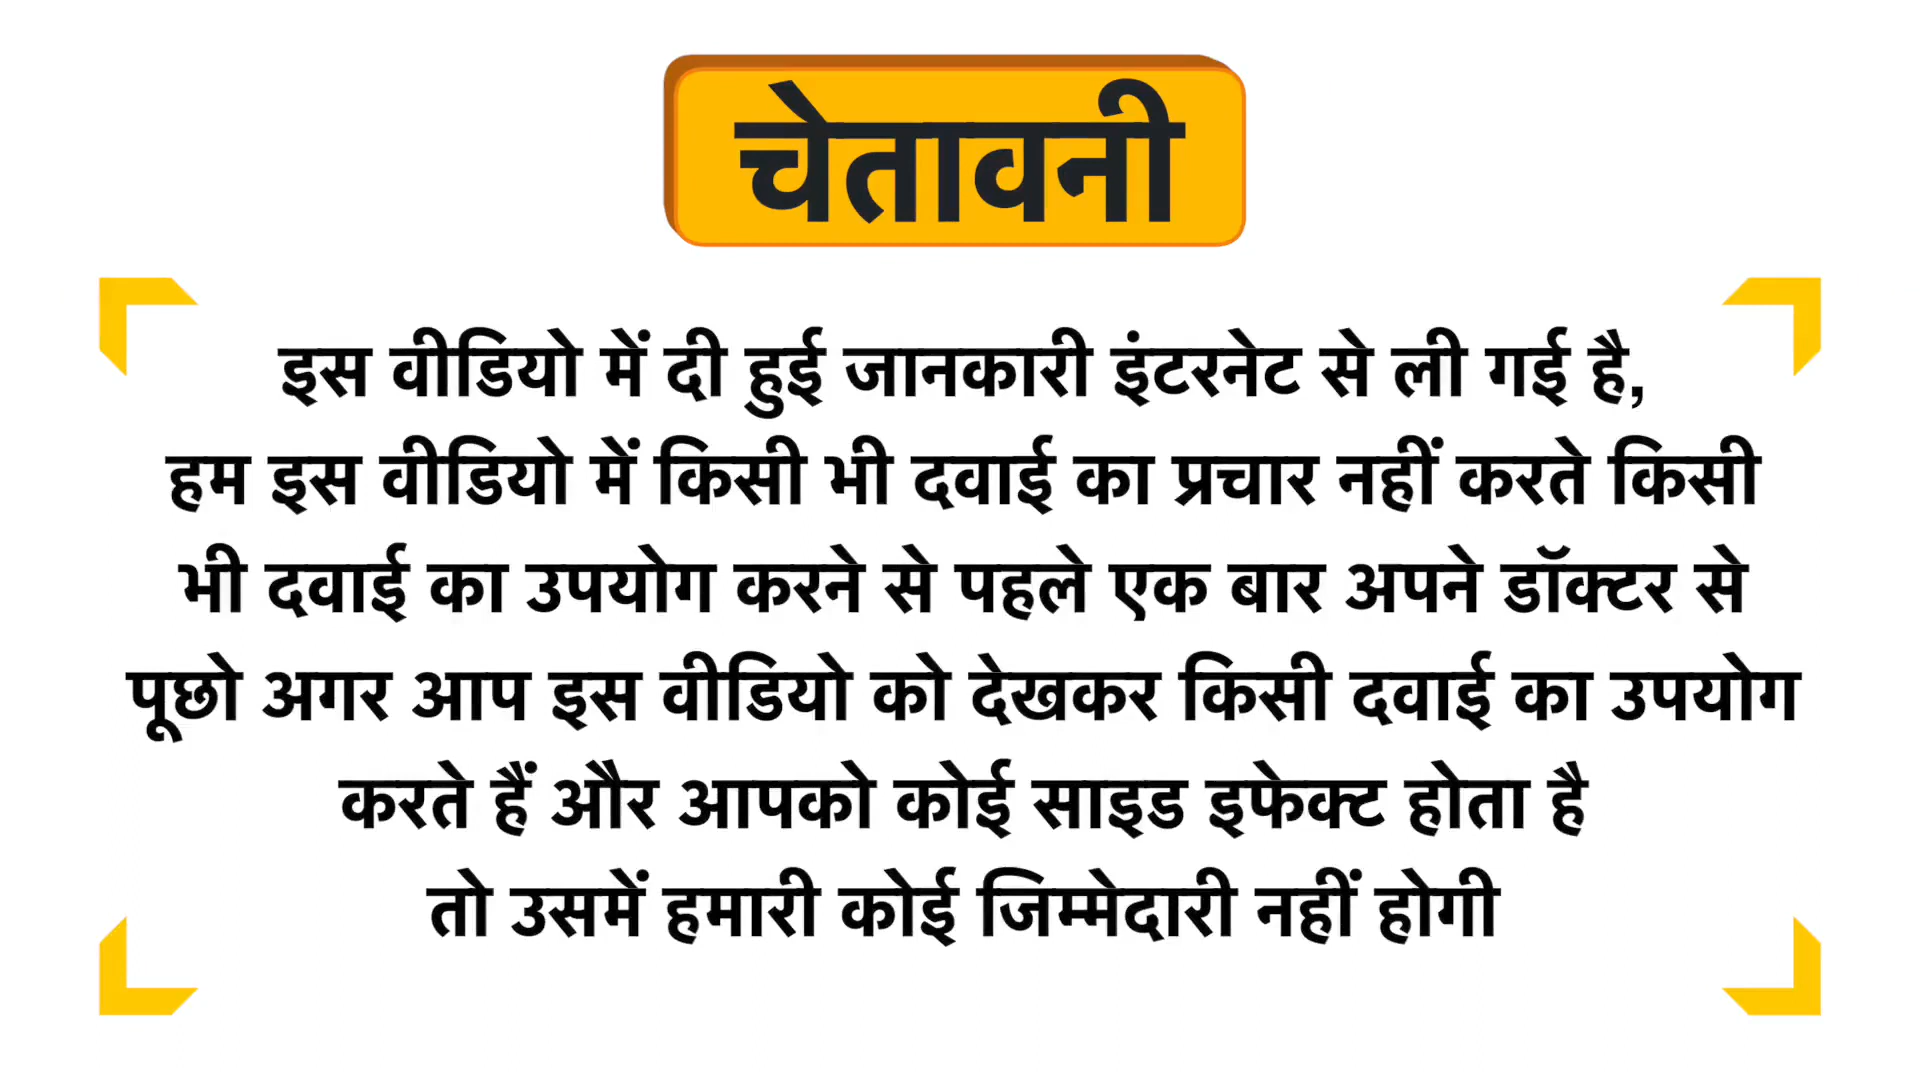 चेतावनी
इस वीडियो में दी हुई जानकारी इंटरनेट से ली गई है,
हम इस वीडियो में किसी भी दवाई का प्रचार नहीं करते किसी
भी दवाई का उपयोग करने से पहले एक बार अपने डॉक्टर से
पूछो अगर आप इस वीडियो को देखकर किसी दवाई का उपयोग
करते हैं और आपको कोई साइड इफेक्ट होता है
तो उसमें हमारी कोई जिम्मेदारी नहीं होगी